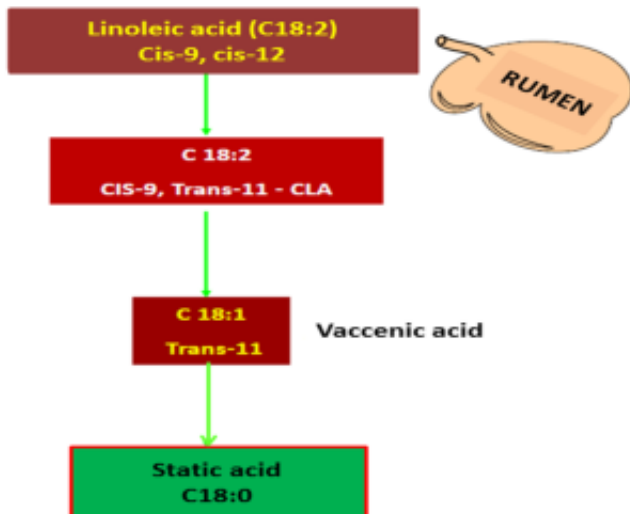 Linoleic acid (C18:2)
Cis-9, cis-12
RUMEN
C 18:2
CIS-9, Trans-11 - CLA
C 18:1
Trans-11
Vaccenic acid
Static acid
C18:0